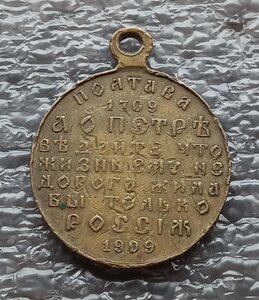 ПОЛТАВА
1709
А О ПЕТРѢ
ВѢДАЙТЕ ЧТО
ЖИЗНЬ ЕМУ НЕ
ДОРОГА ЖИЛА
БЫ ТОЛЬКО
РОССІЯ
1909